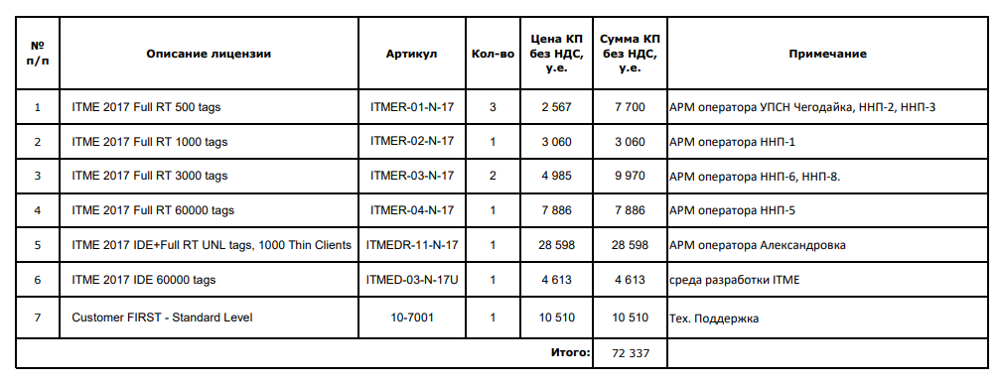 № п/п Описание лицензии Артикул Кол-во Цена КП без НДС, у.е. Сумма КП без НДС, у.е. Примечание
1 ITME 2017 Full RT 500 tags ITMER-01-N-17 3 2 567 7 700 АРМ оператора УПСН Чегодайка, ННП-2, ННП-3
2 ITME 2017 Full RT 1000 tags ITMER-02-N-17 1 3 060 3 060 АРМ оператора ННП-1
3 ITME 2017 Full RT 3000 tags ITMER-03-N-17 2 4 985 9 970 АРМ оператора ННП-6, ННП-8.
4 ITME 2017 Full RT 60000 tags ITMER-04-N-17 1 7 886 7 886 АРМ оператора ННП-5
5 ITME 2017 IDE+Full RT UNL tags, 1000 Thin Clients ITMEDR-11-N-17 1 28 598 28 598 АРМ оператора Александровка
6 ITME 2017 IDE 60000 tags ITMED-03-N-17U 1 4 613 4 613 среда разработки ITME
7 Customer FIRST - Standard Level 10-7001 1 10 510 10 510 Тех. Поддержка
Итого: 72 337